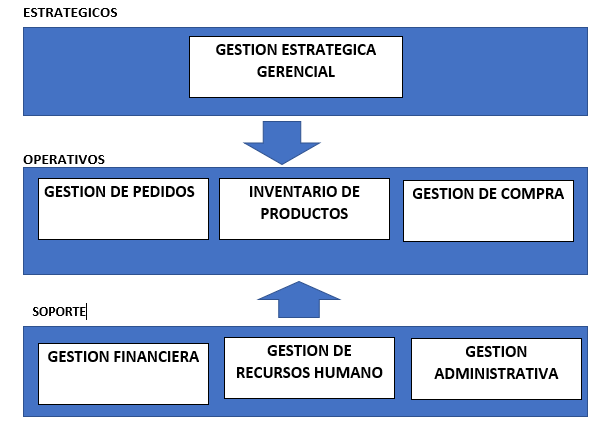 ESTRATEGICOS
GESTION ESTRATEGICA
GERENCIAL
OPERATIVOS
GESTION DE PEDIDOS
INVENTARIO DE
PRODUCTOS
GESTION DE COMPRA
SOPORTE
GESTION FINANCIERA
GESTION DE
RECURSOS HUMANO
GESTION
ADMINISTRATIVA